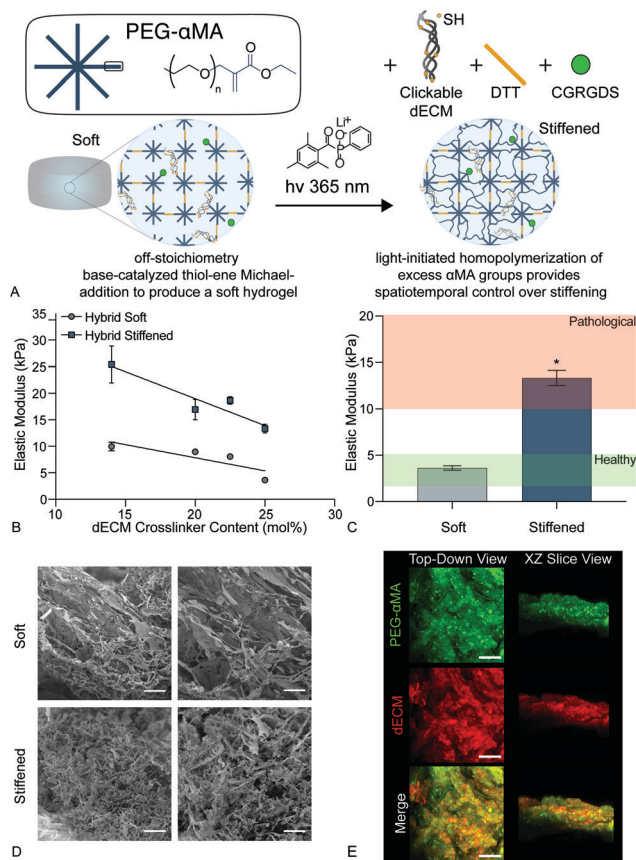 PEG-αMA
O
n
O
O
+
SH
Clickable
dECM
+
DTT
+
CGRGDS
Soft
Li+
O O-
P
O
hv 365 nm
Stiffened
off-stoichiometry
base-catalyzed thiol-ene Michael-
addition to produce a soft hydrogel
light-initiated homopolymerization of
excess αMA groups provides
spatiotemporal control over stiffening
A
Hybrid Soft
Hybrid Stiffened
Elastic Modulus (kPa)
35
30
25
20
15
10
5
0
10
15
20
25
30
dECM Crosslinker Content (mol%)
B
Elastic Modulus (kPa)
20
15
10
5
0
Pathological
*
Healthy
Soft
Stiffened
C
Soft
Stiffened
D
Top-Down View
XZ Slice View
PEG-αMA
dECM
Merge
E